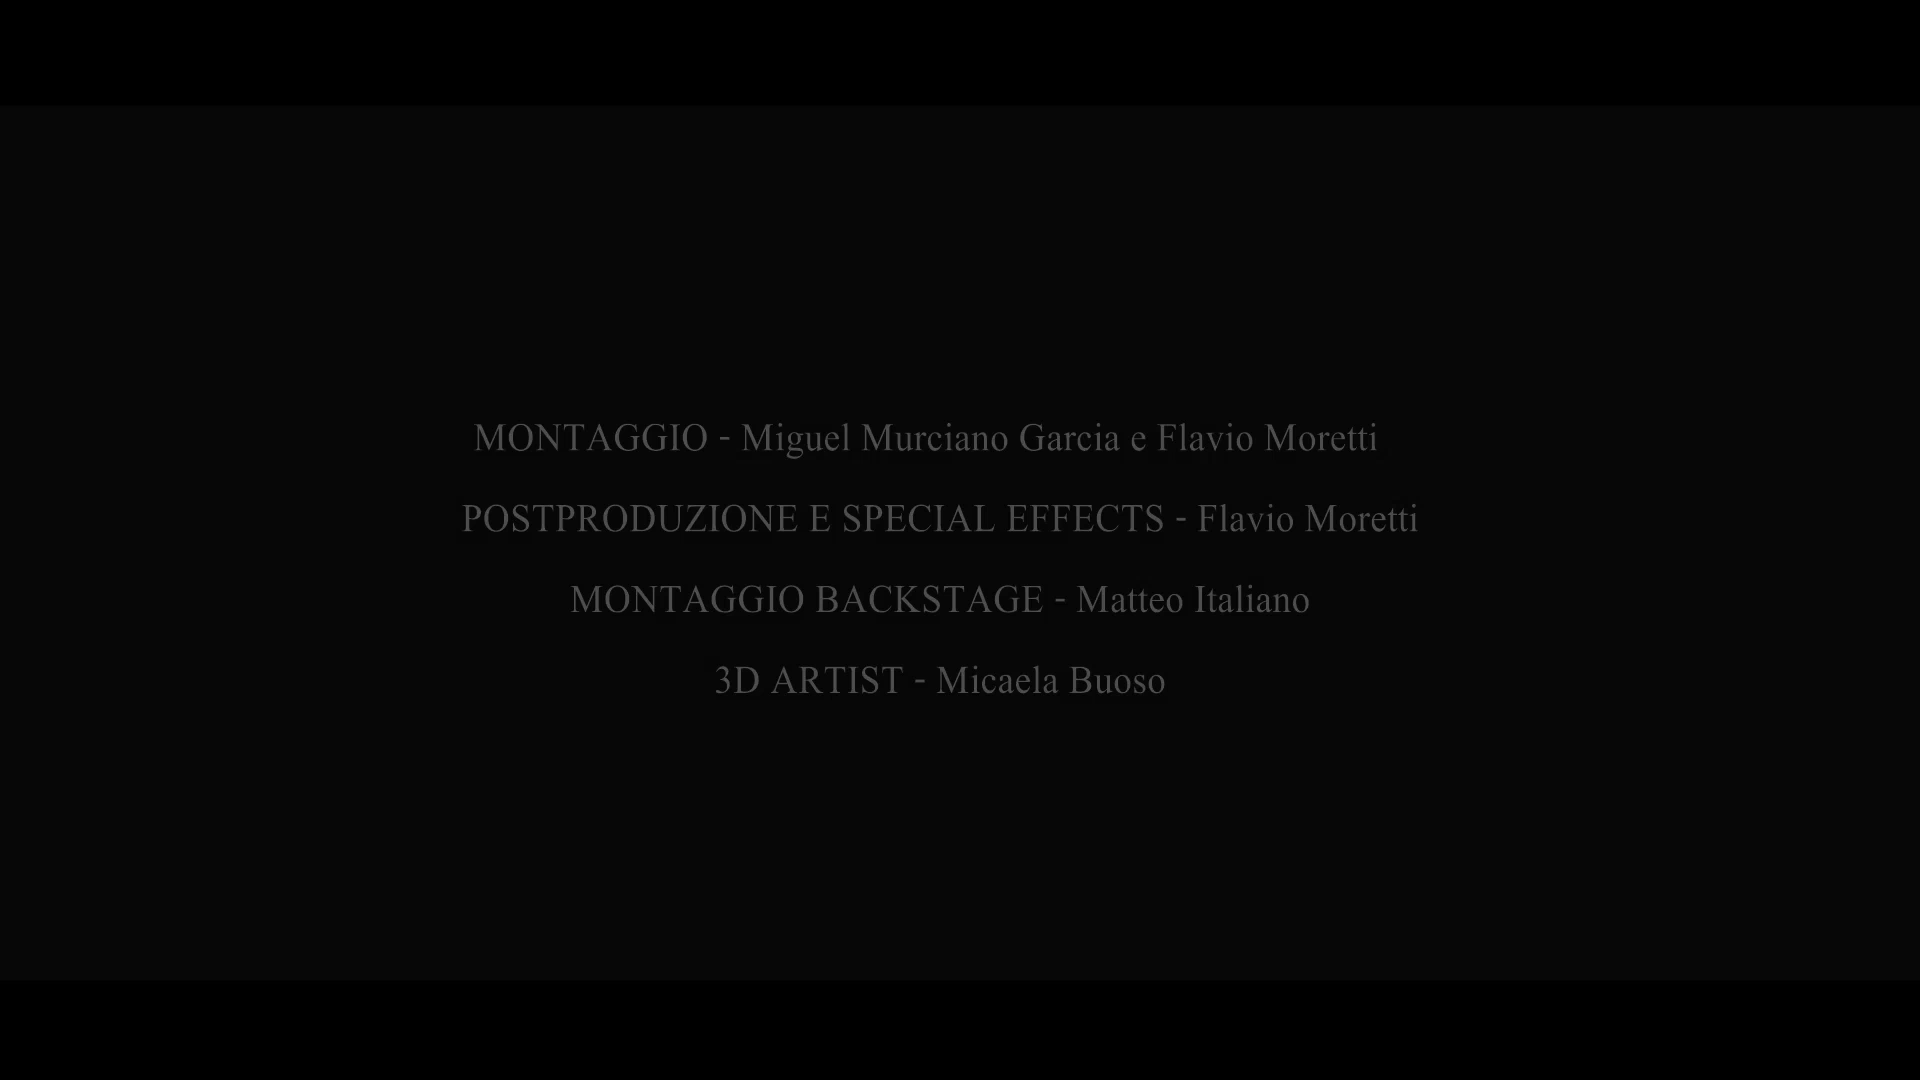 MONTAGGIO - Miguel Murciano Garcia e Flavio Moretti
POSTPRODUZIONE E SPECIAL EFFECTS - Flavio Moretti
MONTAGGIO BACKSTAGE - Matteo Italiano
3D ARTIST - Micaela Buoso